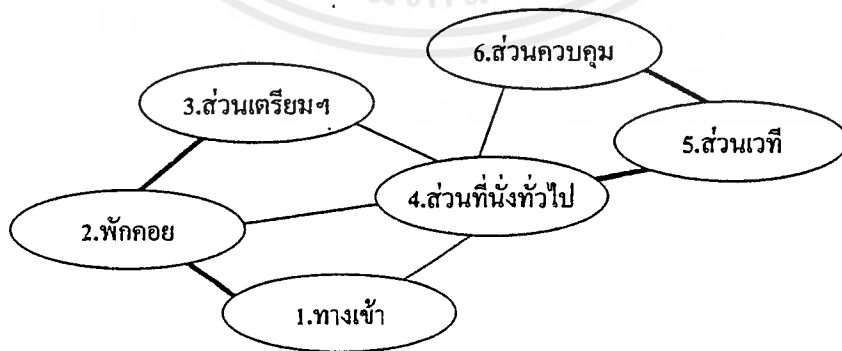 6.ส่วนควบคุม
3.ส่วนเตรียมฯ
5.ส่วนเวที
4.ส่วนที่นั่งทั่วไป
2.พักคอย
1.ทางเข้า